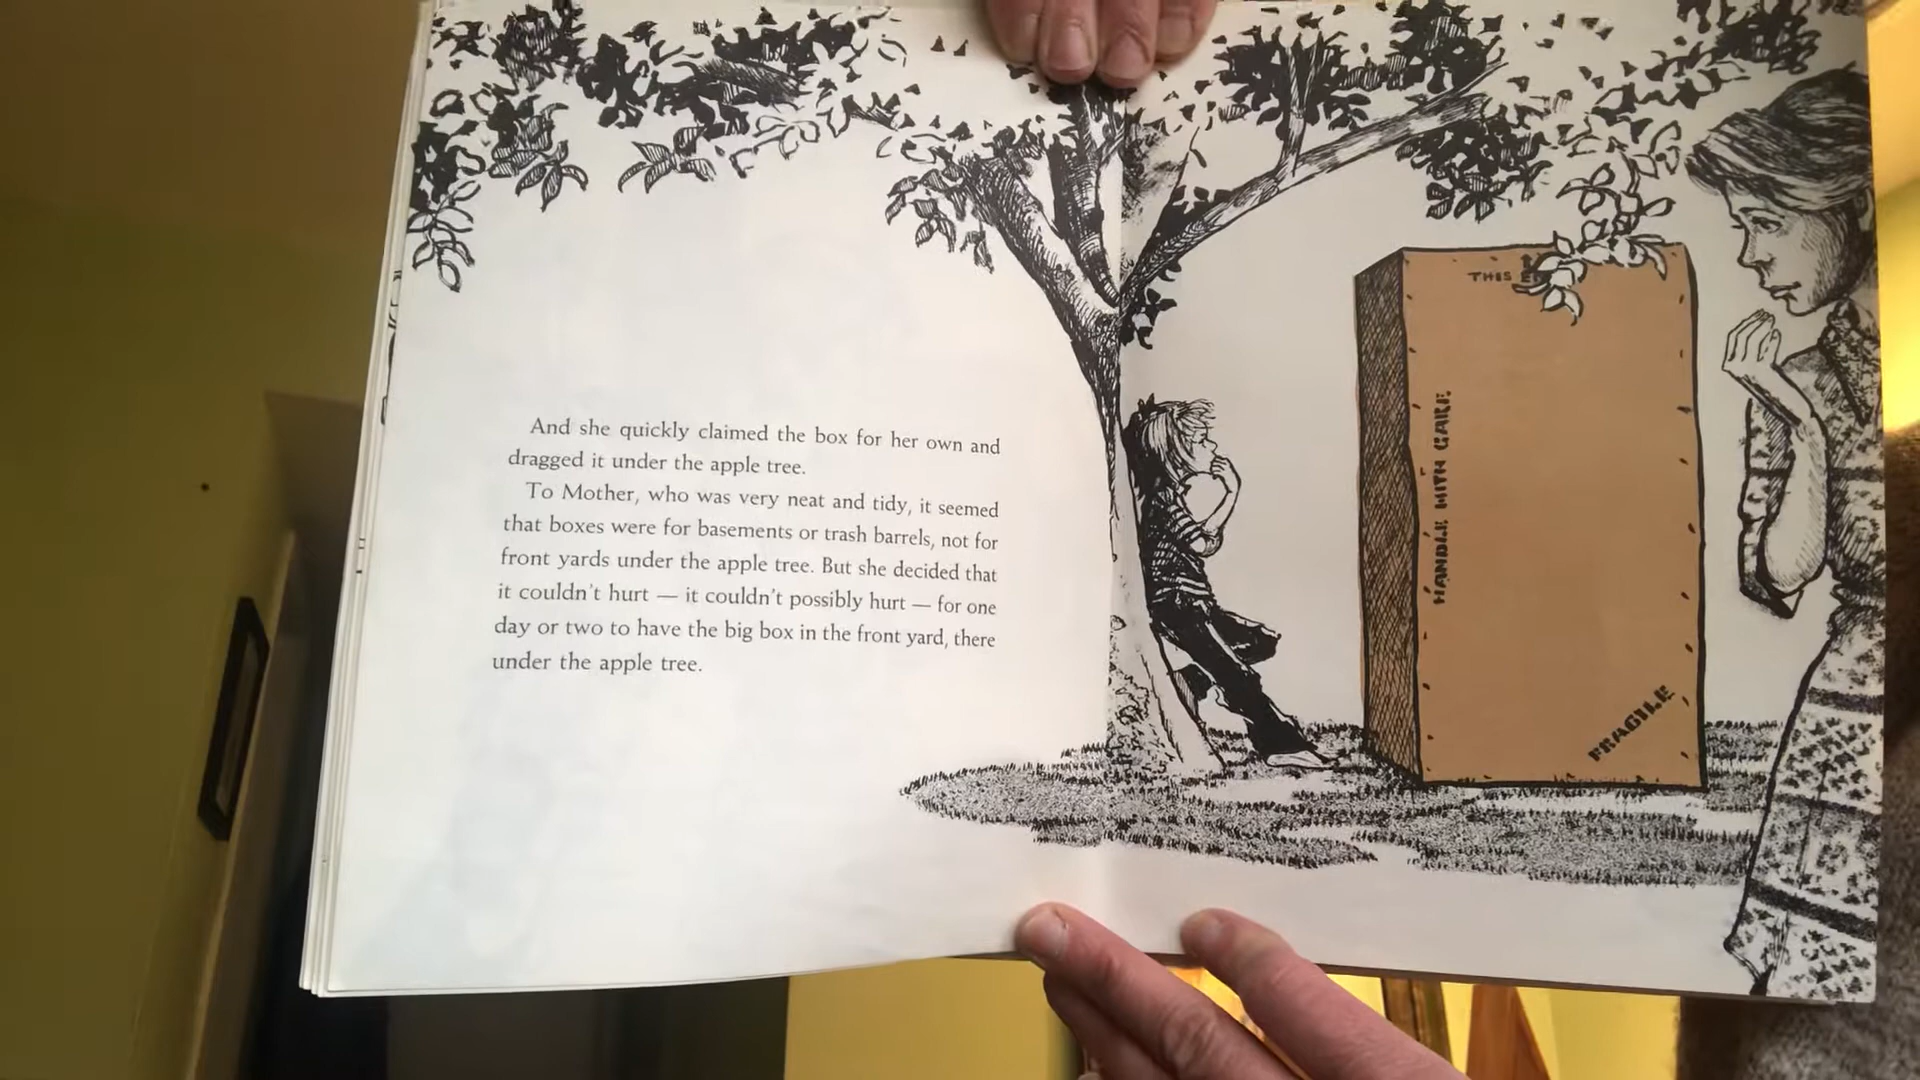 And she quickly claimed the box for her own and
dragged it under the apple tree.
To Mother, who was very neat and tidy, it seemed
that boxes were for basements or trash barrels, not for
front yards under the apple tree. But she decided that
it couldn't hurt — it couldn't possibly hurt — for one
day or two to have the big box in the front yard, there
under the apple tree.
THIS
HANDLE WITH CARE
FRAGILE